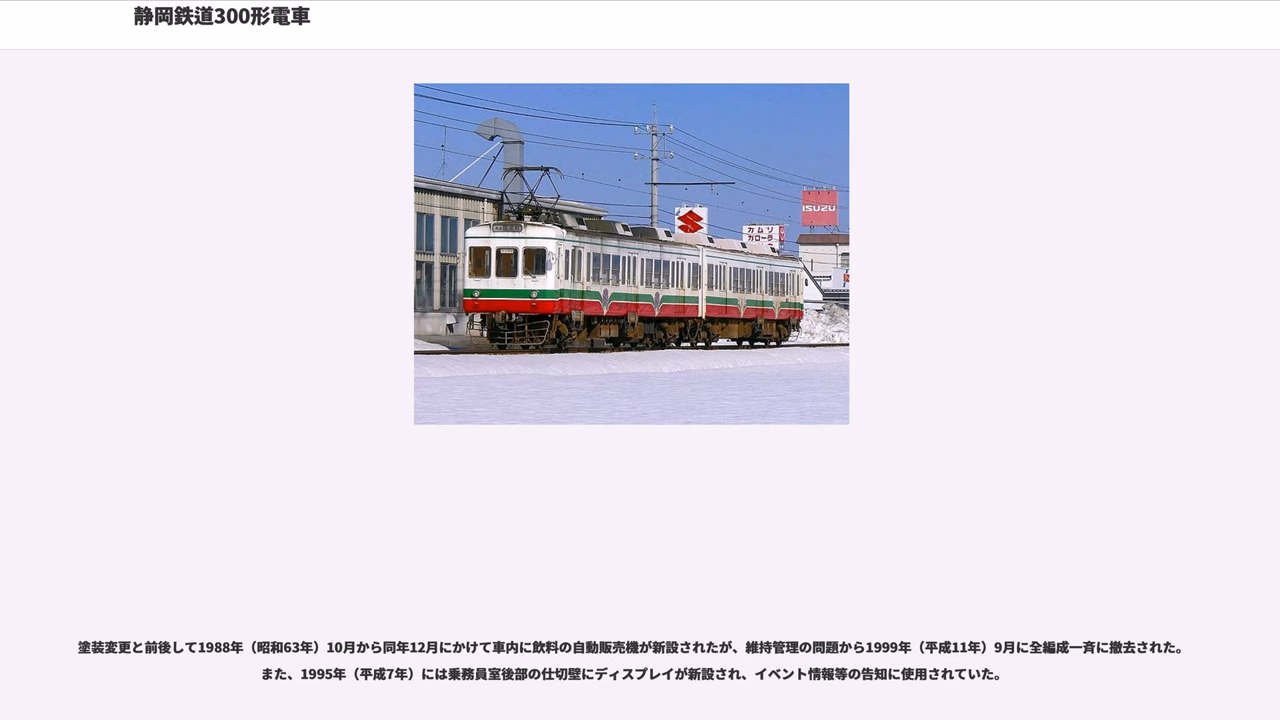 静岡鉄道300形電車
ISUZU
カローラ
塗装変更と前後して1988年（昭和63年）10月から同年12月にかけて車内に飲料の自動販売機が新設されたが、維持管理の問題から1999年（平成11年）9月に全編成一斉に撤去された。
また、1995年（平成7年）には乗務員室後部の仕切壁にディスプレイが新設され、イベント情報等の告知に使用されていた。